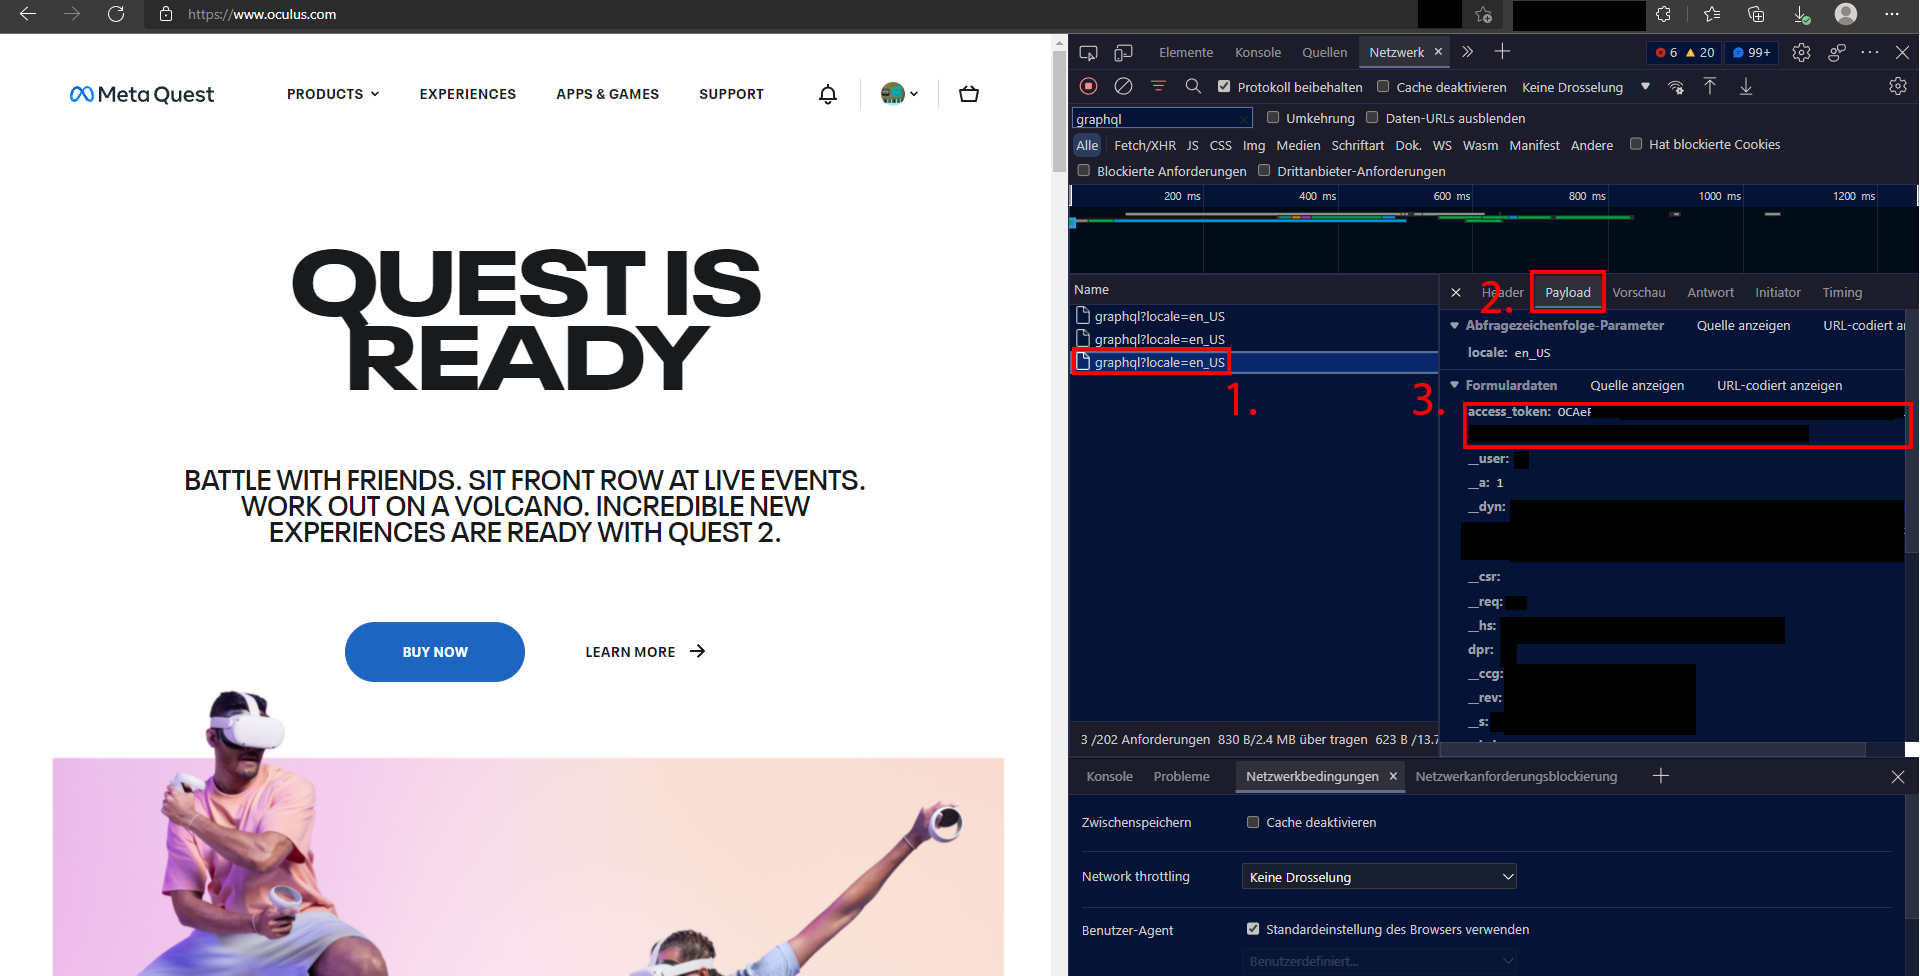 https://www.oculus.com
Meta Quest
PRODUCTS
EXPERIENCES
APPS & GAMES
SUPPORT
QUEST IS
READY
BATTLE WITH FRIENDS. SIT FRONT ROW AT LIVE EVENTS.
WORK OUT ON A VOLCANO. INCREDIBLE NEW
EXPERIENCES ARE READY WITH QUEST 2.
BUY NOW
LEARN MORE
Elemente Konsole Quellen Netzwerk
6 20 99+
Protokoll beibehalten Cache deaktivieren Keine Drosselung
graphql Umkehrung Daten-URLs ausblenden
Alle Fetch/XHR JS CSS Img Medien Schriftart Dok. WS Wasm Manifest Andere Hat blockierte Cookies
Blockierte Anforderungen Drittanbieter-Anforderungen
200 ms 400 ms 600 ms 800 ms 1000 ms 1200 ms
Name
graphql?locale=en_US
graphql?locale=en_US
graphql?locale=en_US
1.
2.
3.
Header Payload Vorschau Antwort Initiator Timing
Abfragezeichenfolge-Parameter Quelle anzeigen URL-codiert
locale: en_US
Formulardaten Quelle anzeigen URL-codiert anzeigen
access_token: OCAeF
__user:
__a: 1
__dyn:
__csr:
__req:
__hs:
dpr:
__ccg:
__rev:
__s:
3 /202 Anforderungen 830 B/2.4 MB über tragen 623 B /13.7
Konsole Probleme Netzwerkbedingungen Netzwerkanforderungsblockierung
Zwischenspeichern Cache deaktivieren
Network throttling Keine Drosselung
Benutzer-Agent Standardeinstellung des Browsers verwenden
Benutzerdefiniert...